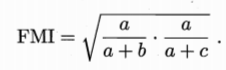 FMI = √(a/(a + b) · a/(a + c)) .